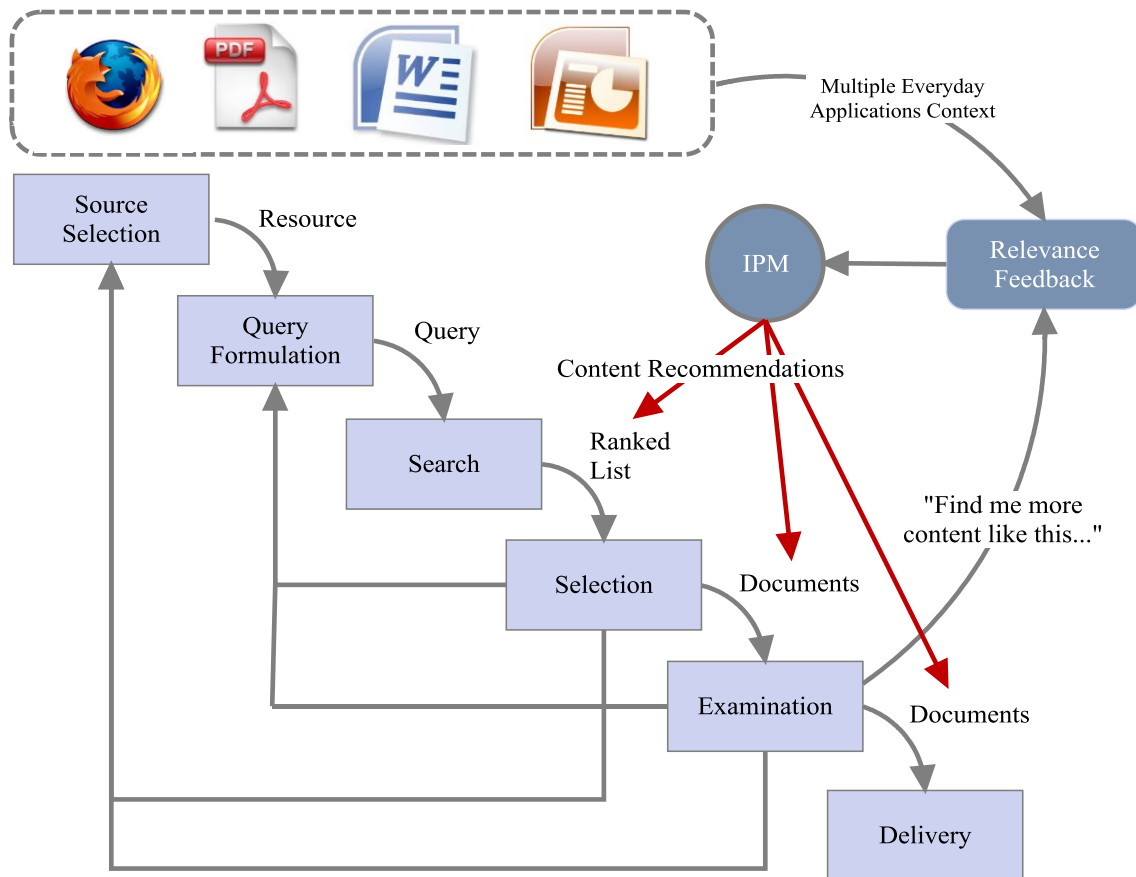 PDF
W
Multiple Everyday
Applications Context
Source
Selection
Resource
IPM
Relevance
Feedback
Query
Formulation
Query
Content Recommendations
Search
Ranked
List
"Find me more
content like this..."
Selection
Documents
Examination
Documents
Delivery